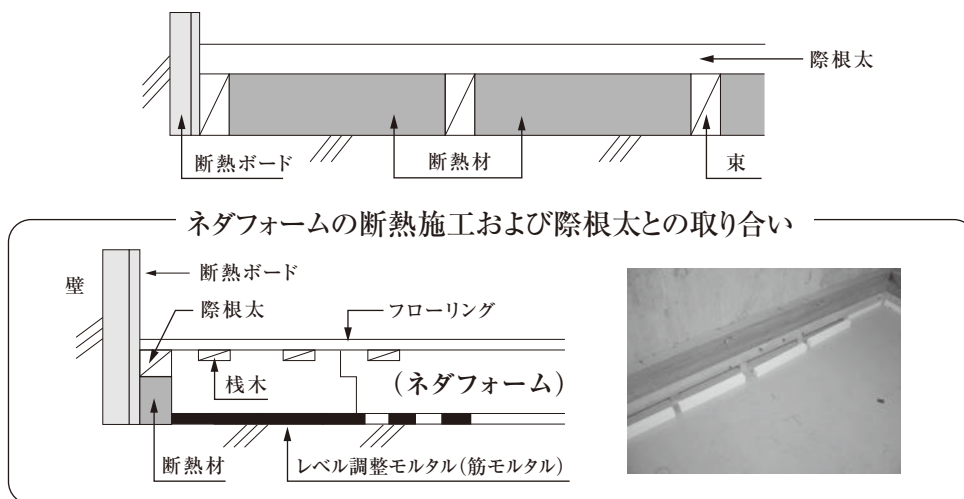 際根太
断熱ボード
断熱材
束
ネダフォームの断熱施工および際根太との取り合い
壁
断熱ボード
際根太
フローリング
桟木
(ネダフォーム)
断熱材
レベル調整モルタル(筋モルタル)